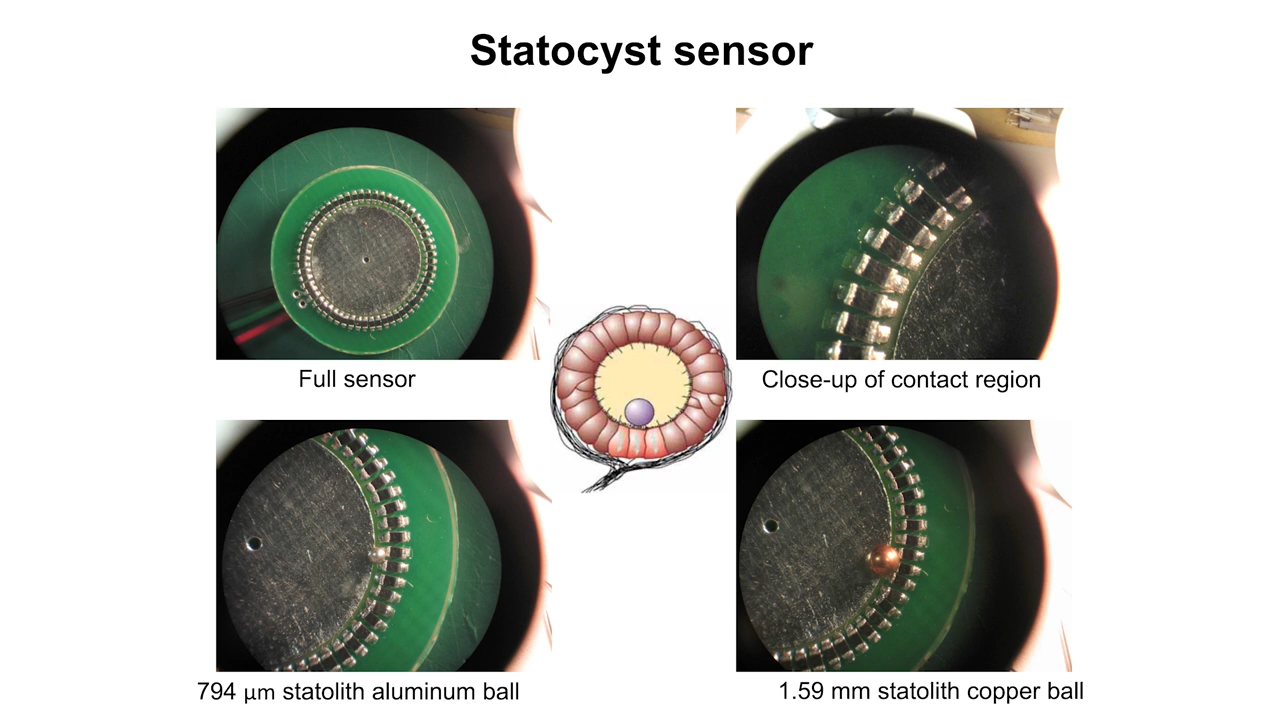 Statocyst sensor
Full sensor
Close-up of contact region
794 μm statolith aluminum ball
1.59 mm statolith copper ball